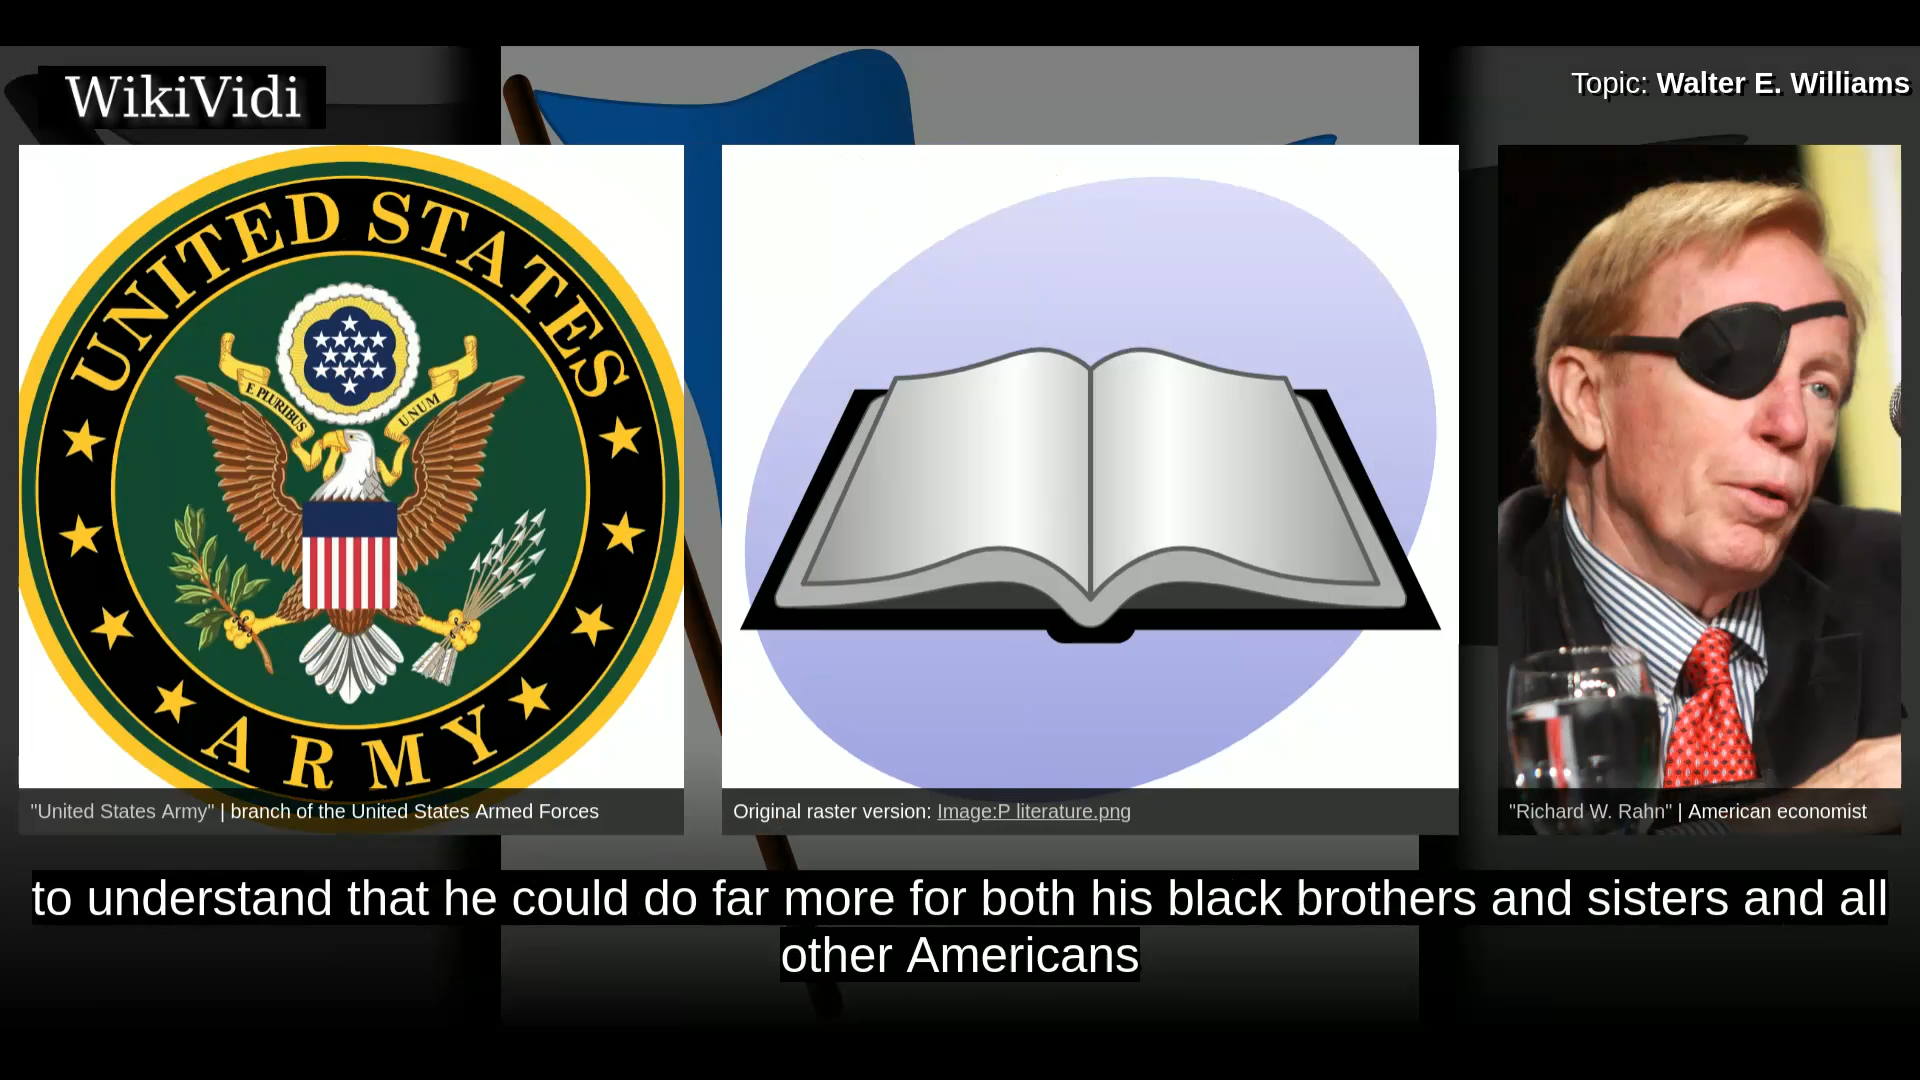 WikiVidi
Topic: Walter E. Williams
UNITED STATES
E PLURIBUS
UNUM
ARMY
"United States Army" | branch of the United States Armed Forces
Original raster version: Image:P literature.png
"Richard W. Rahn" | American economist
to understand that he could do far more for both his black brothers and sisters and all
other Americans